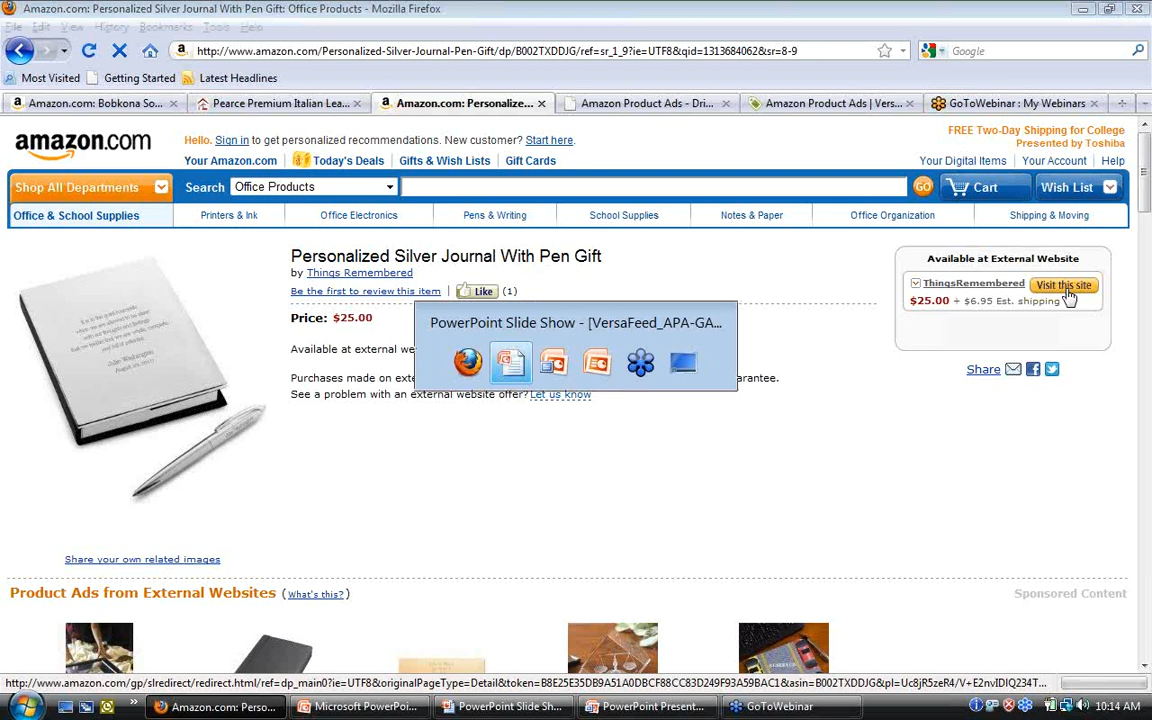 Amazon.com: Personalized Silver Journal With Pen Gift: Office Products - Mozilla Firefox
File Edit View History Bookmarks Tools Help
http://www.amazon.com/Personalized-Silver-Journal-Pen-Gift/dp/B002TXDDJG/ref=sr_1_9?ie=UTF8&qid=1313684062&sr=8-9
Google
Most Visited Getting Started Latest Headlines
Amazon.com: Bobkona So... Pearce Premium Italian Lea... Amazon.com: Personalize... Amazon Product Ads - Dri... Amazon Product Ads | Vers... GoToWebinar : My Webinars
amazon.com
Hello. Sign in to get personalized recommendations. New customer? Start here.
FREE Two-Day Shipping for College
Presented by Toshiba
Your Amazon.com Today's Deals Gifts & Wish Lists Gift Cards
Your Digital Items Your Account Help
Shop All Departments Search Office Products GO Cart Wish List
Office & School Supplies Printers & Ink Office Electronics Pens & Writing School Supplies Notes & Paper Office Organization Shipping & Moving
Personalized Silver Journal With Pen Gift
by Things Remembered
Be the first to review this item Like (1)
Price: $25.00
Available at external we
Purchases made on exte arantee.
See a problem with an external website offer? Let us know
Available at External Website
ThingsRemembered Visit this site
$25.00 + $6.95 Est. shipping
Share
PowerPoint Slide Show - [VersaFeed_APA-GA...
Share your own related images
Product Ads from External Websites (What's this?)
Sponsored Content
Amazon.com: Perso... Microsoft PowerPoi... PowerPoint Slide Sh... PowerPoint Present... GoToWebinar 10:14 AM